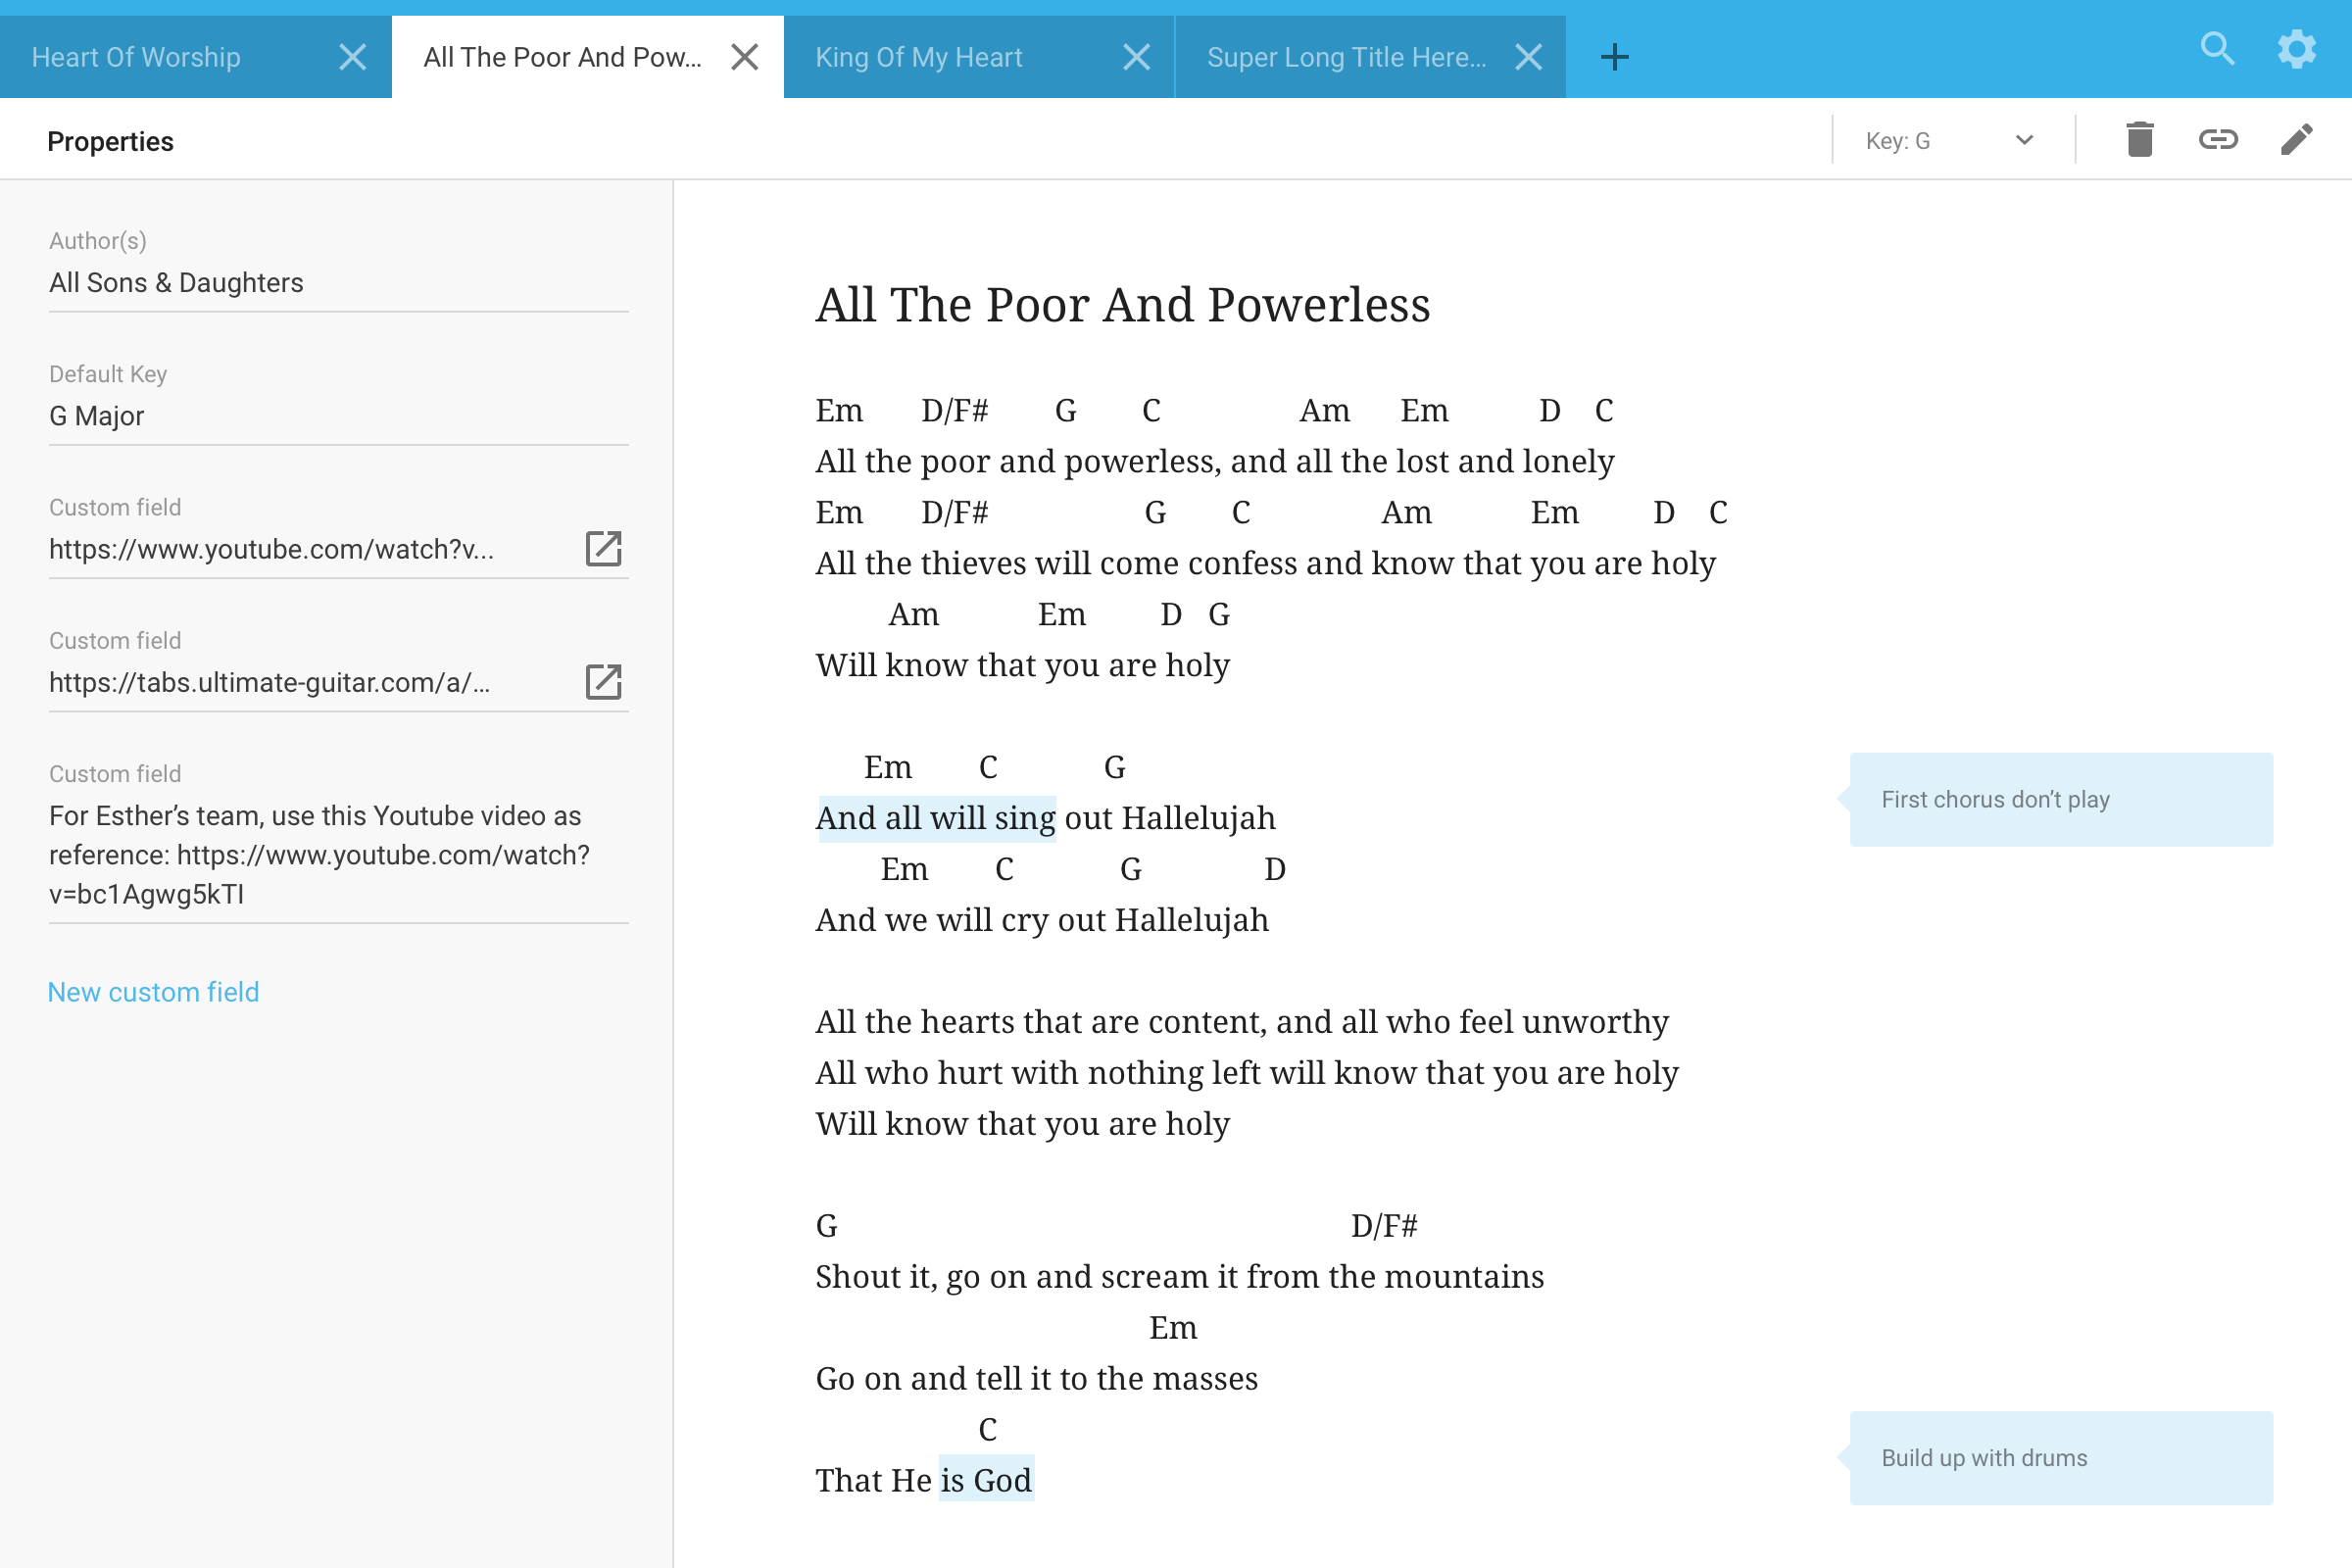 Heart Of Worship
All The Poor And Pow...
King Of My Heart
Super Long Title Here...
Properties
Key: G
Author(s)
All Sons & Daughters
Default Key
G Major
Custom field
https://www.youtube.com/watch?v...
Custom field
https://tabs.ultimate-guitar.com/a/...
Custom field
For Esther’s team, use this Youtube video as
reference: https://www.youtube.com/watch?
v=bc1Agwg5kTI
New custom field
All The Poor And Powerless
Em D/F# G C Am Em D C
All the poor and powerless, and all the lost and lonely
Em D/F# G C Am Em D C
All the thieves will come confess and know that you are holy
Am Em D G
Will know that you are holy
Em C G
And all will sing out Hallelujah
First chorus don’t play
Em C G D
And we will cry out Hallelujah
All the hearts that are content, and all who feel unworthy
All who hurt with nothing left will know that you are holy
Will know that you are holy
G D/F#
Shout it, go on and scream it from the mountains
Em
Go on and tell it to the masses
C
That He is God
Build up with drums